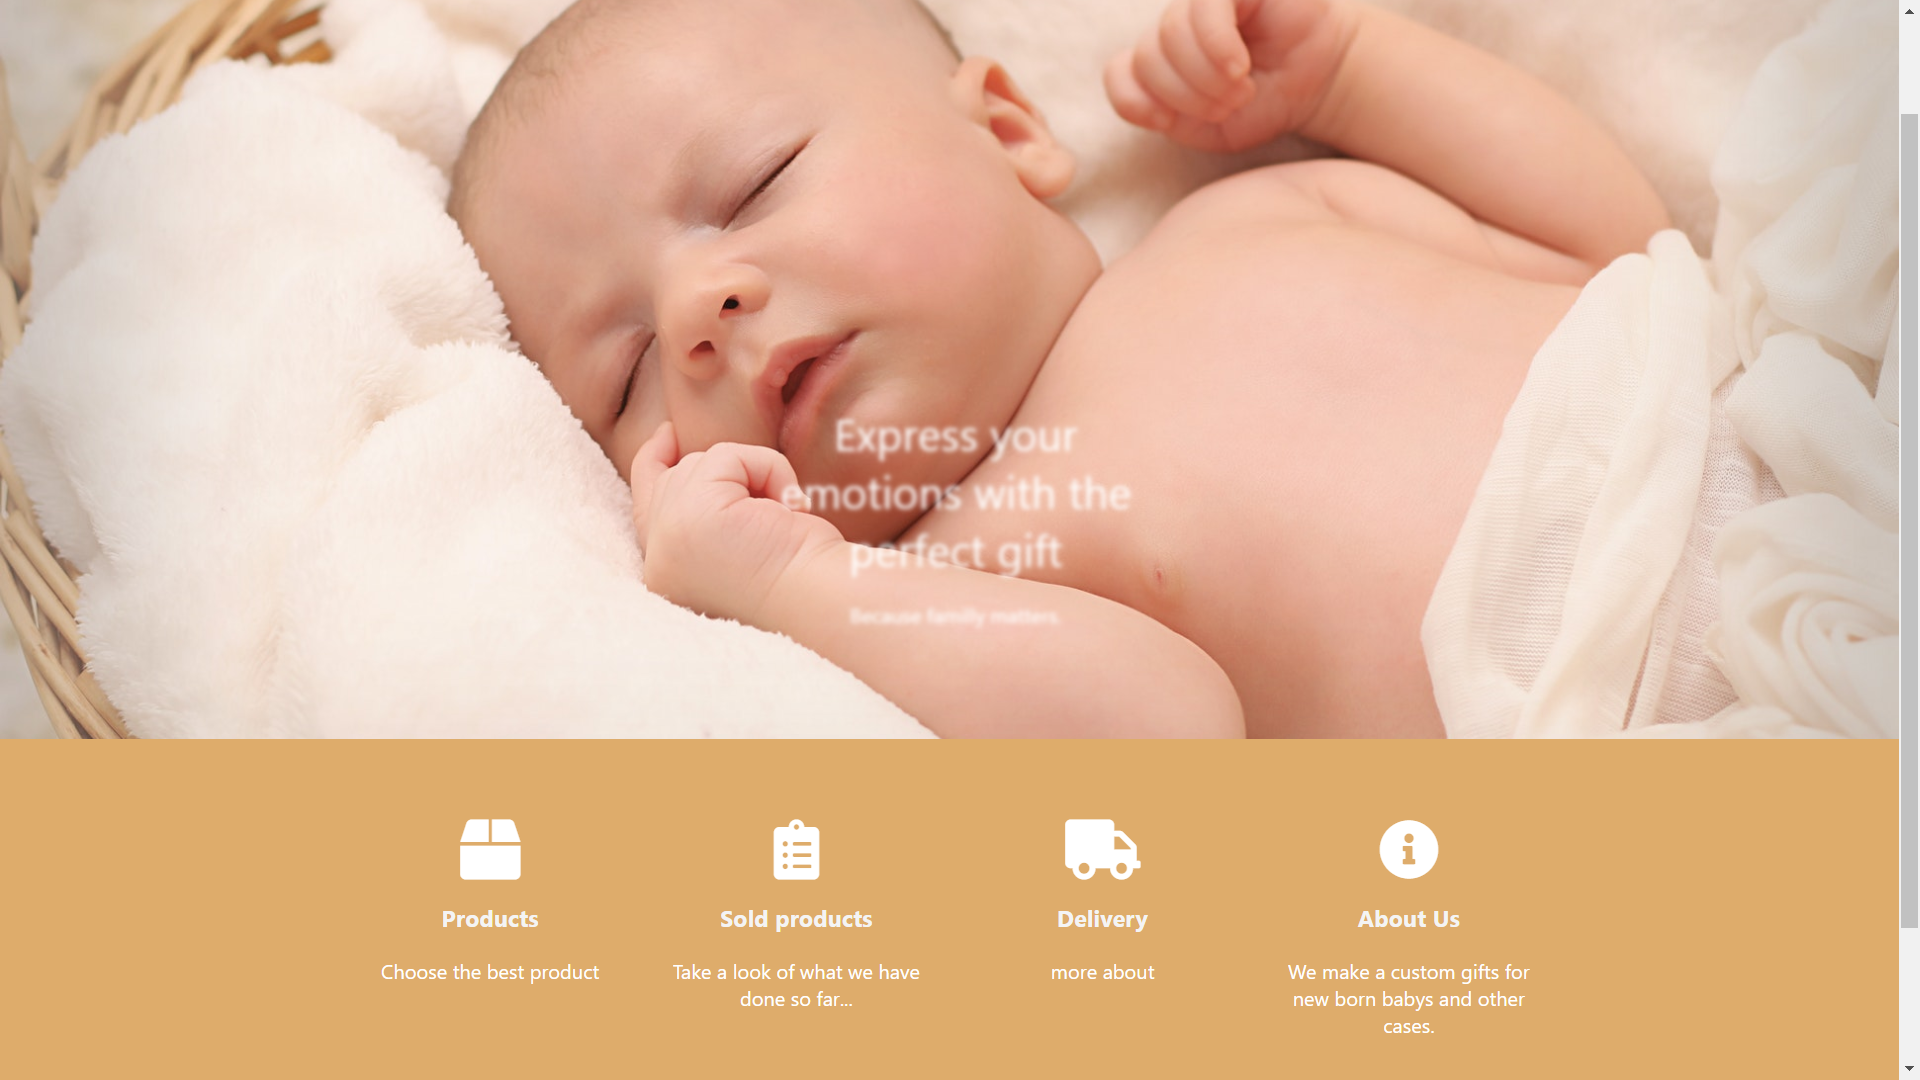 Express your
emotions with the
perfect gift
Because familly matters.
Products
Choose the best product
Sold products
Take a look of what we have
done so far...
Delivery
more about
About Us
We make a custom gifts for
new born babys and other
cases.